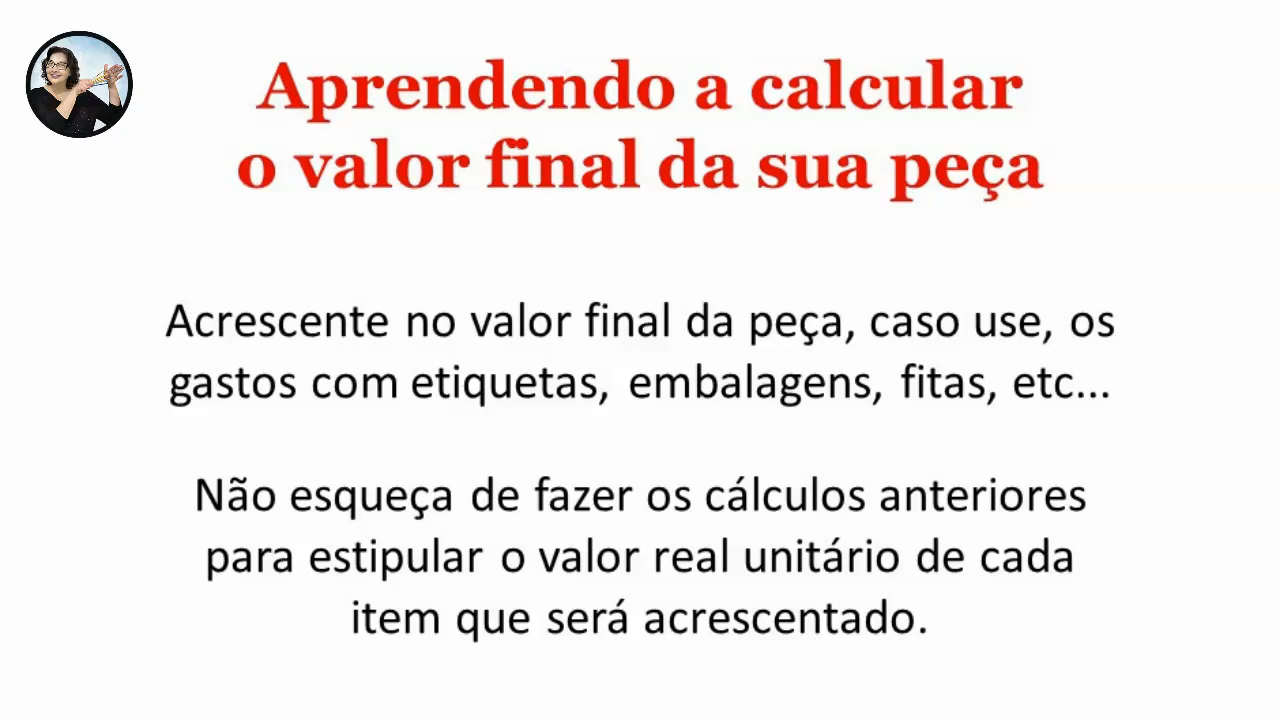 Aprendendo a calcular
o valor final da sua peça
Acrescente no valor final da peça, caso use, os
gastos com etiquetas, embalagens, fitas, etc...
Não esqueça de fazer os cálculos anteriores
para estipular o valor real unitário de cada
item que será acrescentado.